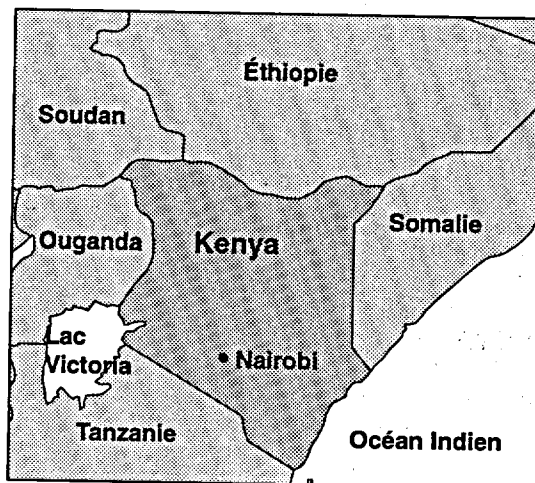 Éthiopie
Soudan
Somalie
Ouganda
Kenya
Lac
Victoria
Nairobi
Tanzanie
Océan Indien